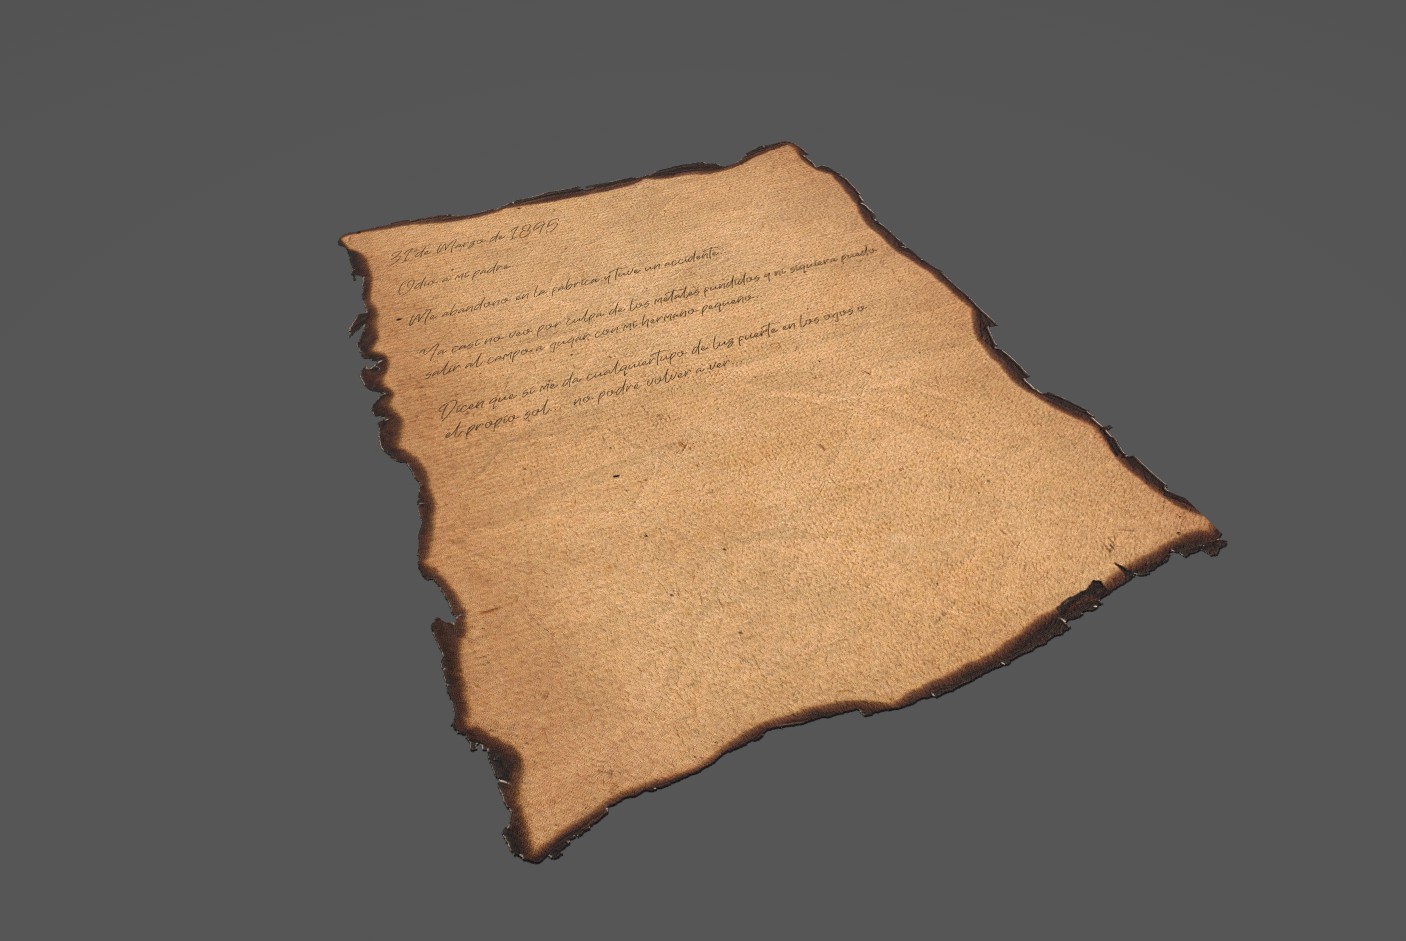 31 de Marzo de 1895
Odio a mi padre
Me abandono en la fabrica y tuve un accidente
Ya casi no veo por culpa de los metales fundidos y ni siquiera puedo
salir al campo a jugar con mi hermano pequeño...
Dicen que si me da cualquier tupo de luz fuerte en los ojos o
el propio sol... no podre volver a ver...